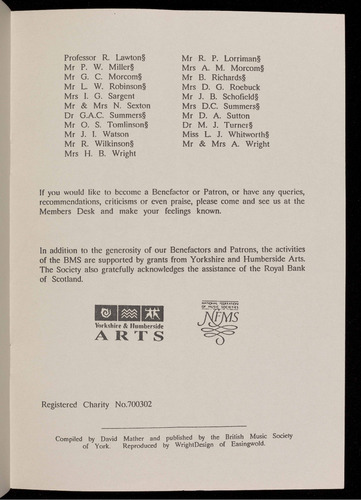 Professor R. Lawton§
Mr P. W. Miller§
Mr G. C. Morcom§
Mr L. W. Robinson§
Mrs I. G. Sargent
Mr & Mrs N. Sexton
Dr G.A.C. Summers§
Mr O. S. Tomlinson§
Mr J. I. Watson
Mr R. Wilkinson§
Mrs H. B. Wright
Mr R. P. Lorriman§
Mrs A. M. Morcom§
Mr B. Richards§
Mrs D. G. Roebuck
Mr J. B. Schofield§
Mrs D.C. Summers§
Mr D. A. Sutton
Dr M. J. Turner§
Miss L. J. Whitworth§
Mr & Mrs A. Wright
If you would like to become a Benefactor or Patron, or have any queries,
recommendations, criticisms or even praise, please come and see us at the
Members Desk and make your feelings known.
In addition to the generosity of our Benefactors and Patrons, the activities
of the BMS are supported by grants from Yorkshire and Humberside Arts.
The Society also gratefully acknowledges the assistance of the Royal Bank
of Scotland.
Yorkshire & Humberside
ARTS
NATIONAL FEDERATION
OF MUSIC SOCIETIES
NFMS
Registered Charity No.700302
Compiled by David Mather and published by the British Music Society
of York. Reproduced by WrightDesign of Easingwold.